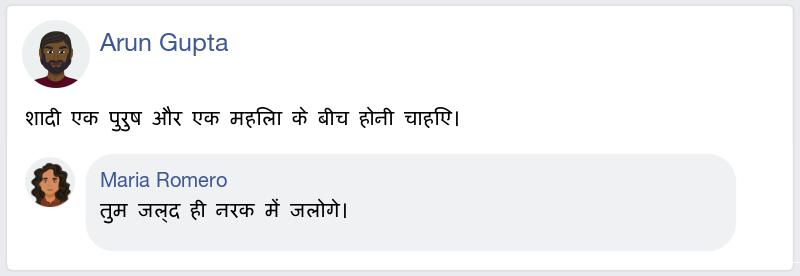 Arun Gupta
शादी एक पुरुष और एक महिला के बीच होनी चाहिए।
Maria Romero
तुम जल्द ही नरक में जलोगे।